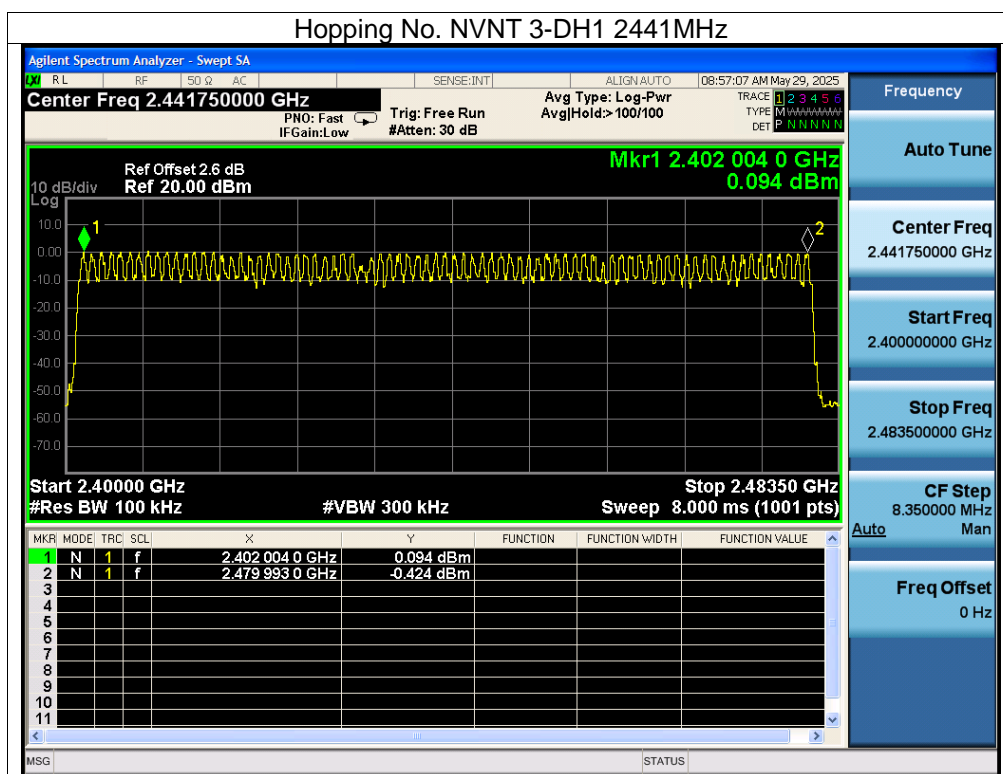 Hopping No. NVNT 3-DH1 2441MHz
Agilent Spectrum Analyzer - Swept SA
LXI RL RF 50 Ω AC SENSE:INT ALIGN AUTO 08:57:07 AM May 29, 2025
Center Freq 2.441750000 GHz
PNO: Fast
IFGain:Low
Trig: Free Run
#Atten: 30 dB
Avg Type: Log-Pwr
Avg|Hold:>100/100
TRACE 1 2 3 4 5 6
TYPE M W W W W W
DET P N N N N N
Ref Offset 2.6 dB
Ref 20.00 dBm
10 dB/div
Log
Mkr1 2.402 004 0 GHz
0.094 dBm
1
2
10.0
0.00
-10.0
-20.0
-30.0
-40.0
-50.0
-60.0
-70.0
Start 2.40000 GHz
Stop 2.48350 GHz
#Res BW 100 kHz
#VBW 300 kHz
Sweep 8.000 ms (1001 pts)
MKR MODE TRC SCL X Y FUNCTION FUNCTION WIDTH FUNCTION VALUE
1 N 1 f 2.402 004 0 GHz 0.094 dBm
2 N 1 f 2.479 993 0 GHz -0.424 dBm
3
4
5
6
7
8
9
10
11
MSG
STATUS
Frequency
Auto Tune
Center Freq
2.441750000 GHz
Start Freq
2.400000000 GHz
Stop Freq
2.483500000 GHz
CF Step
8.350000 MHz
Auto Man
Freq Offset
0 Hz